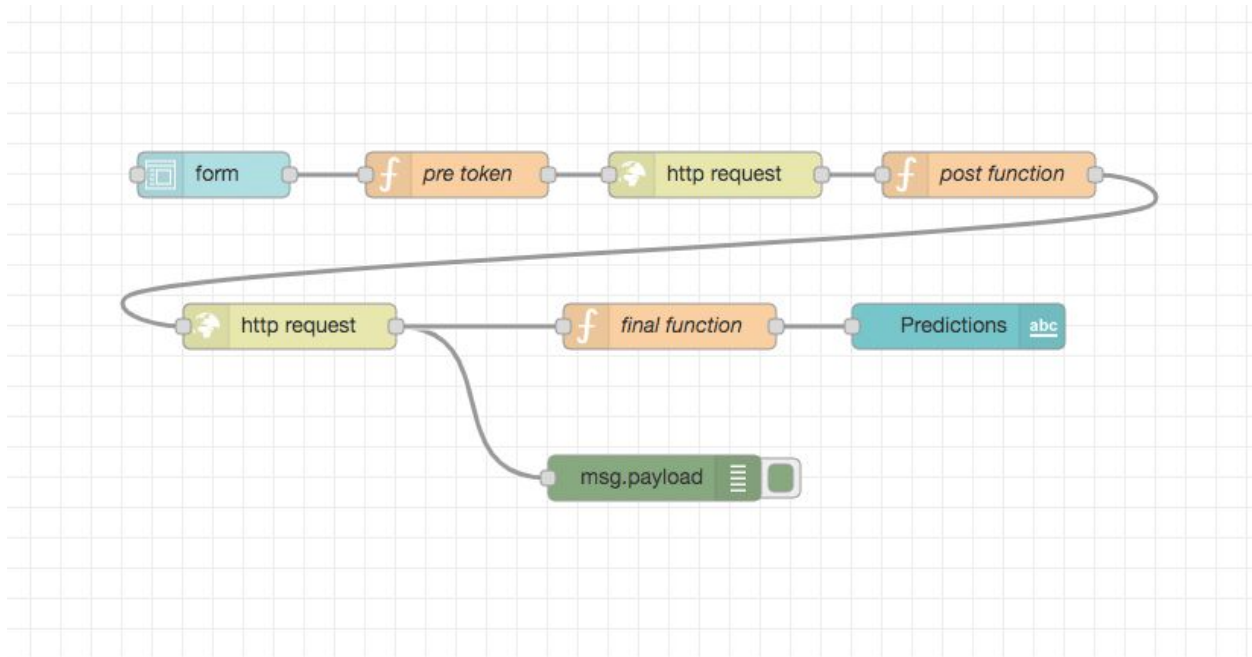 form
pre token
http request
post function
http request
final function
Predictions abc
msg.payload